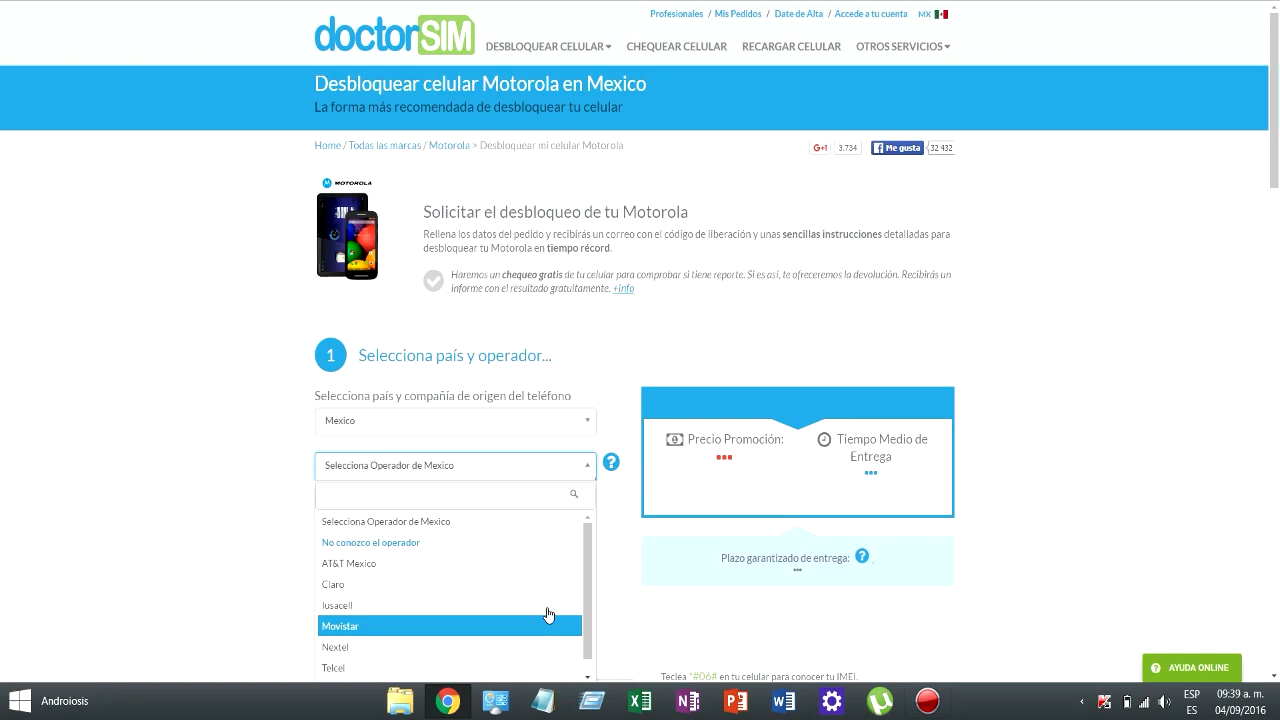 Profesionales / Mis Pedidos / Date de Alta / Accede a tu cuenta MX
doctorSIM
DESBLOQUEAR CELULAR CHEQUEAR CELULAR RECARGAR CELULAR OTROS SERVICIOS
Desbloquear celular Motorola en Mexico
La forma más recomendada de desbloquear tu celular
Home / Todas las marcas / Motorola > Desbloquear mi celular Motorola
G+1 3.734 Me gusta 32 432
MOTOROLA
Solicitar el desbloqueo de tu Motorola
Rellena los datos del pedido y recibirás un correo con el código de liberación y unas sencillas instrucciones detalladas para
desbloquear tu Motorola en tiempo récord.
Haremos un chequeo gratis de tu celular para comprobar si tiene reporte. Si es así, te ofreceremos la devolución. Recibirás un
informe con el resultado gratuitamente. +info
1 Selecciona país y operador...
Selecciona país y compañía de origen del teléfono
Mexico
Selecciona Operador de Mexico
Selecciona Operador de Mexico
No conozco el operador
AT&T Mexico
Claro
Iusacell
Movistar
Nextel
Telcel
Precio Promoción:
Tiempo Medio de
Entrega
Plazo garantizado de entrega:
Teclea *#06# en tu celular para conocer tu IMEI.
AYUDA ONLINE
Androiosis
ESP
ES
09:39 a. m.
04/09/2016